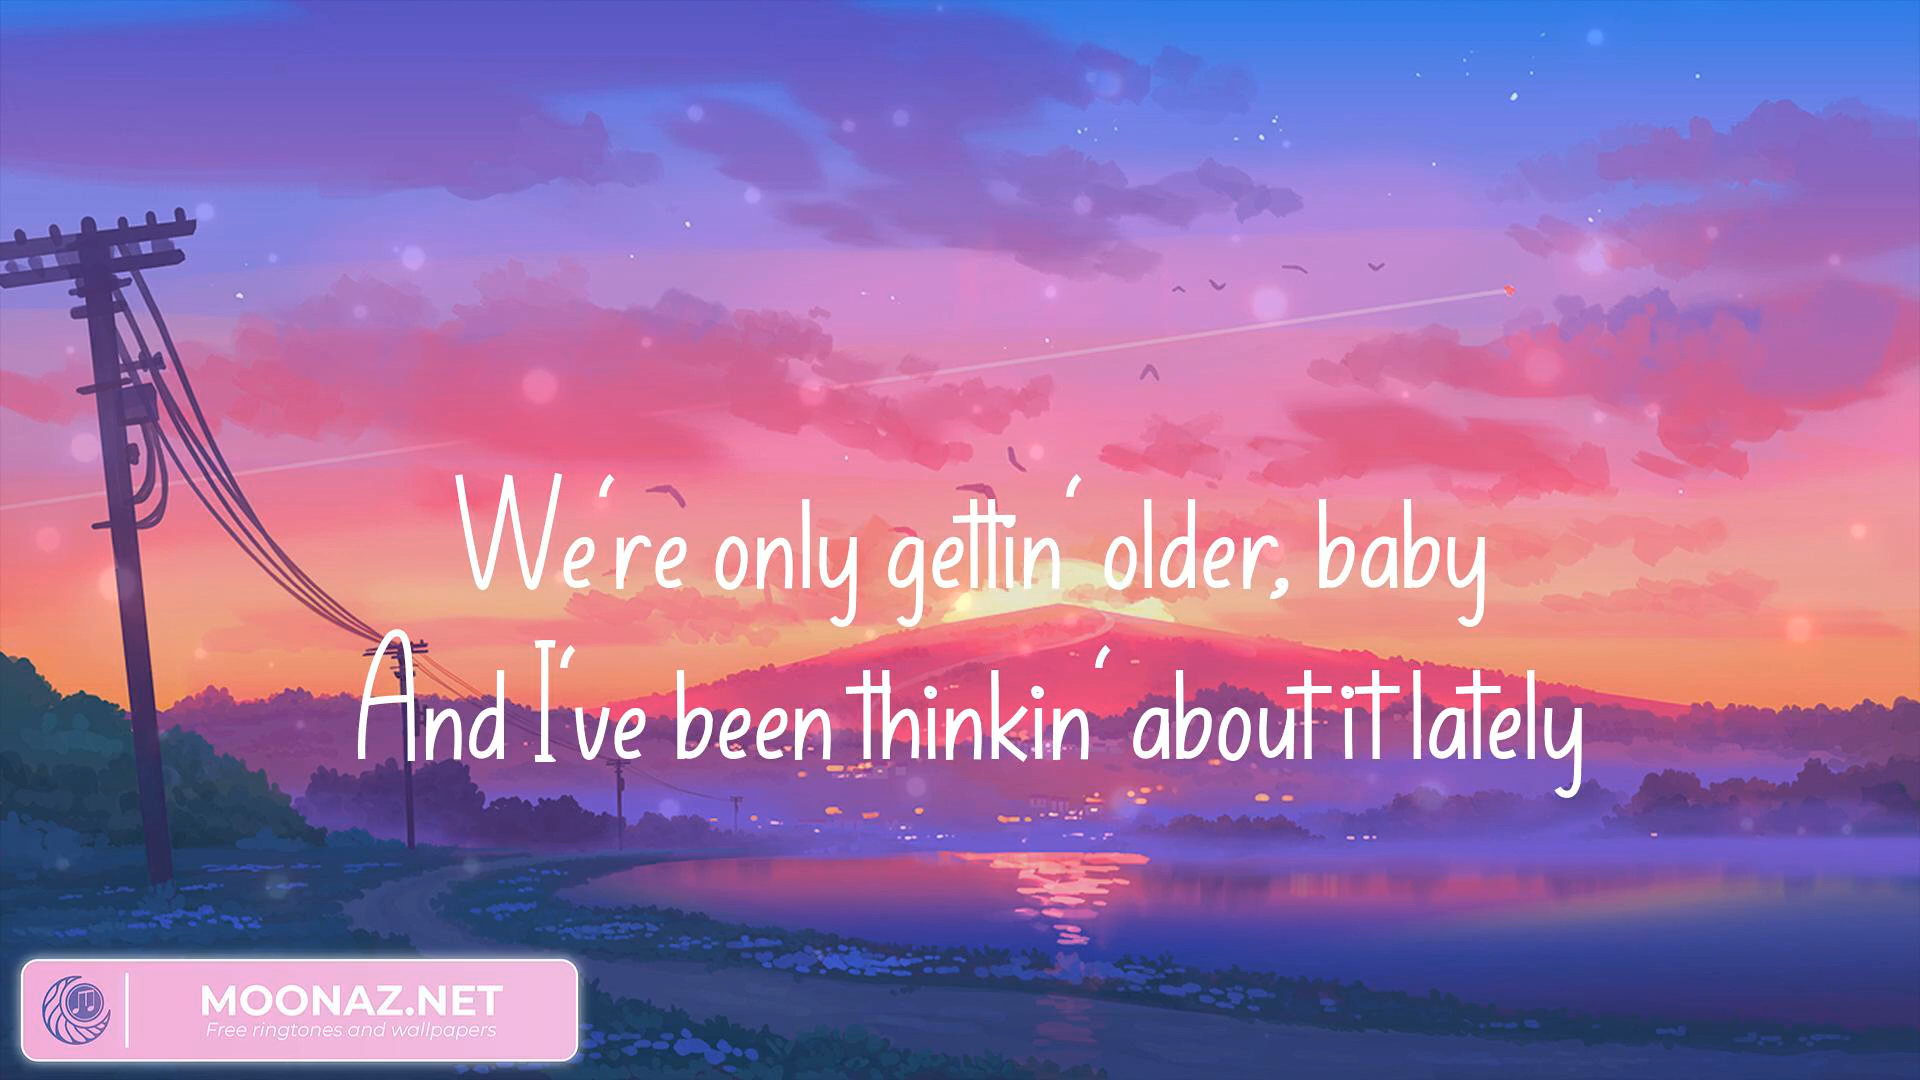 We're only gettin' older, baby
And I've been thinkin' about it lately
MOONAZ.NET
Free ringtones and wallpapers